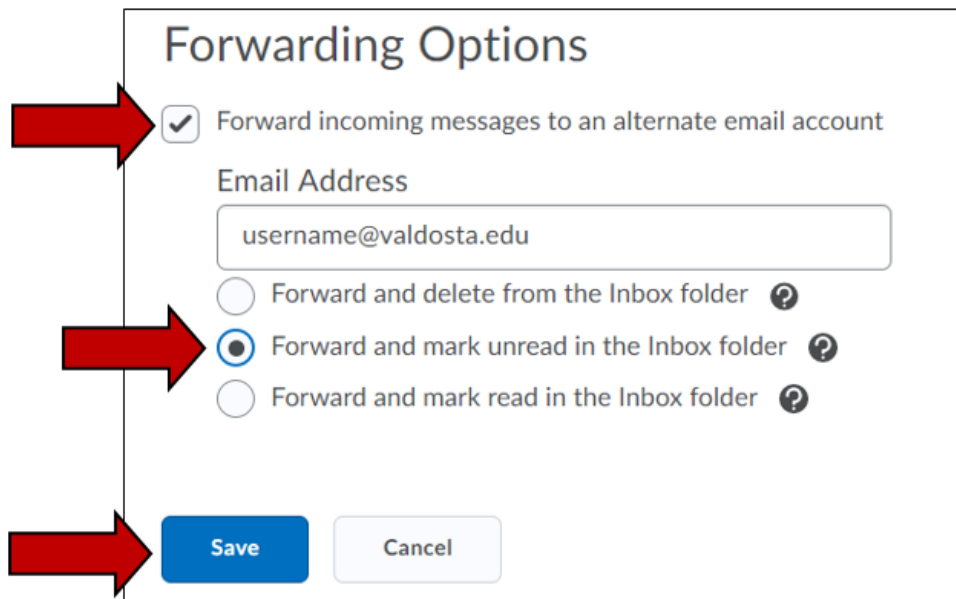 Forwarding Options
Forward incoming messages to an alternate email account
Email Address
username@valdosta.edu
Forward and delete from the Inbox folder ?
Forward and mark unread in the Inbox folder ?
Forward and mark read in the Inbox folder ?
Save Cancel